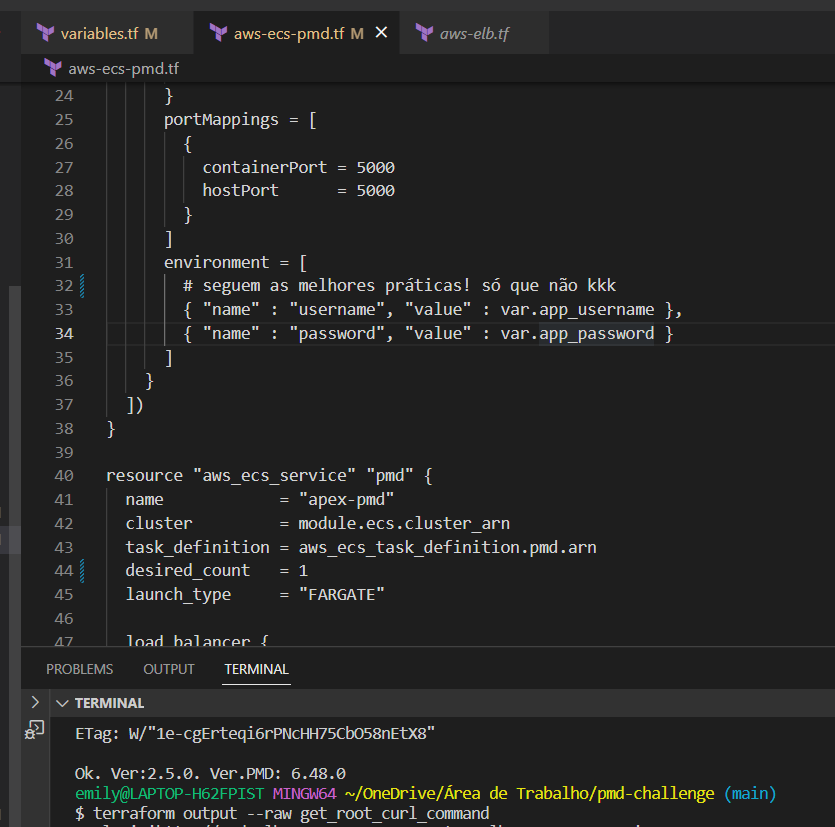 variables.tf M
aws-ecs-pmd.tf M
aws-elb.tf
aws-ecs-pmd.tf
24 }
25 portMappings = [
26 {
27 containerPort = 5000
28 hostPort = 5000
29 }
30 ]
31 environment = [
32 # seguem as melhores práticas! só que não kkk
33 { "name" : "username", "value" : var.app_username },
34 { "name" : "password", "value" : var.app_password }
35 ]
36 }
37 ])
38 }
39
40 resource "aws_ecs_service" "pmd" {
41 name = "apex-pmd"
42 cluster = module.ecs.cluster_arn
43 task_definition = aws_ecs_task_definition.pmd.arn
44 desired_count = 1
45 launch_type = "FARGATE"
46
47 load_balancer {
PROBLEMS OUTPUT TERMINAL
TERMINAL
ETag: W/"1e-cgErteqi6rPNcHH75CbO58nEtX8"
Ok. Ver:2.5.0. Ver.PMD: 6.48.0
emily@LAPTOP-H62FPIST MINGW64 ~/OneDrive/Área de Trabalho/pmd-challenge (main)
$ terraform output --raw get_root_curl_command